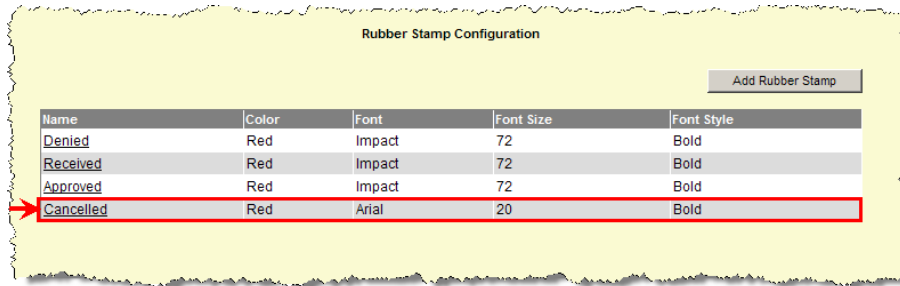 Rubber Stamp Configuration
Add Rubber Stamp
Name Color Font Font Size Font Style
Denied Red Impact 72 Bold
Received Red Impact 72 Bold
Approved Red Impact 72 Bold
Cancelled Red Arial 20 Bold